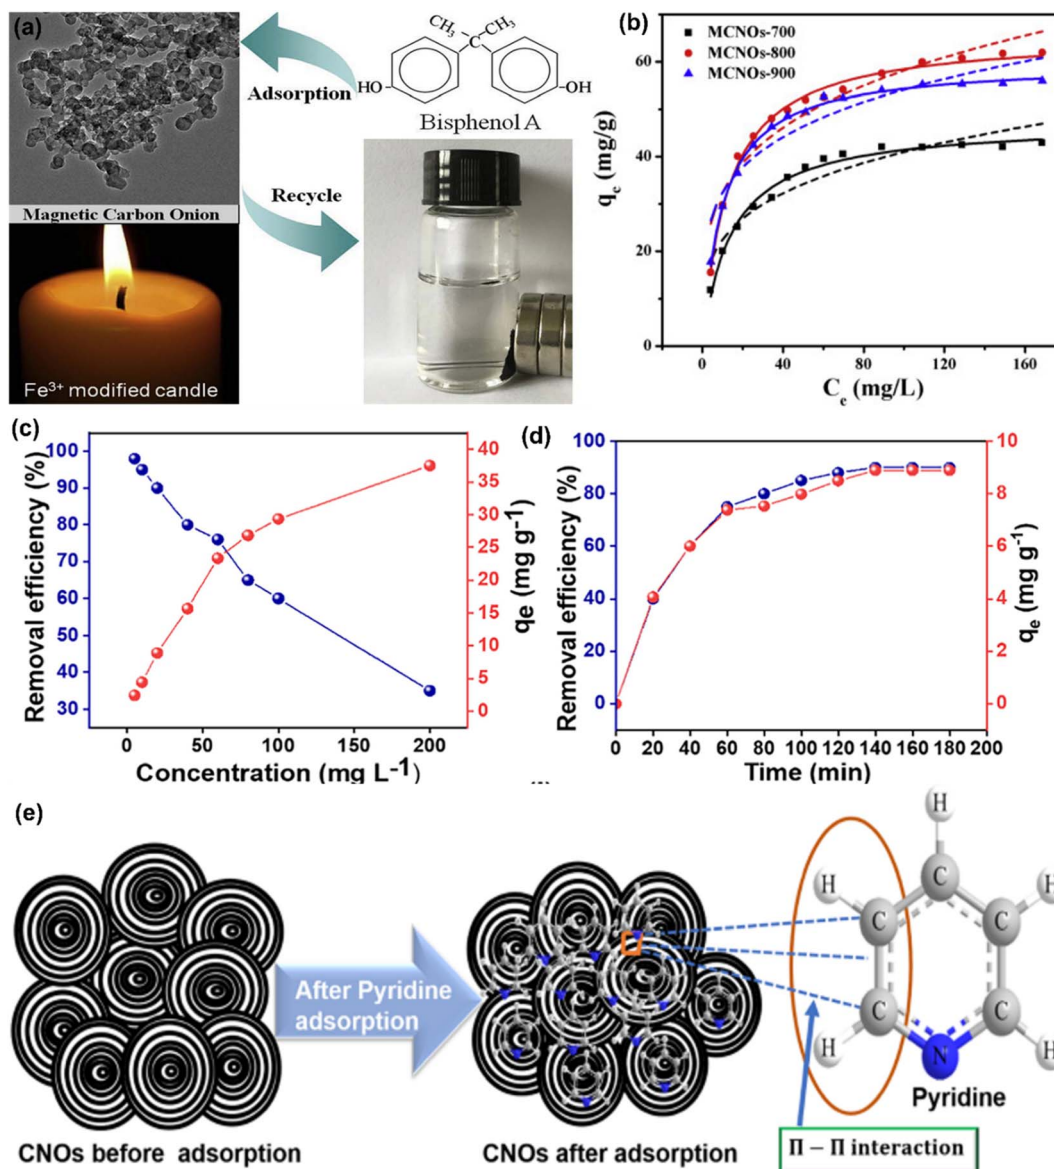 (a)
CH₃
CH₃
C
HO
OH
Adsorption
Bisphenol A
Magnetic Carbon Onion
Recycle
Fe³⁺ modified candle
(b)
MCNOs-700
MCNOs-800
MCNOs-900
60
40
20
0
qₑ (mg/g)
0
40
80
120
160
Cₑ (mg/L)
(c)
100
90
80
70
60
50
40
30
Removal efficiency (%)
40
35
30
25
20
15
10
5
0
qe (mg g⁻¹)
0
50
100
150
200
Concentration (mg L⁻¹)
(d)
100
80
60
40
20
0
Removal efficiency (%)
10
8
6
4
2
0
qₑ (mg g⁻¹)
0 20 40 60 80 100 120 140 160 180 200
Time (min)
(e)
After Pyridine
adsorption
H
H
H
C
C
C
C
C
N
H
H
Pyridine
CNOs before adsorption
CNOs after adsorption
Π – Π interaction